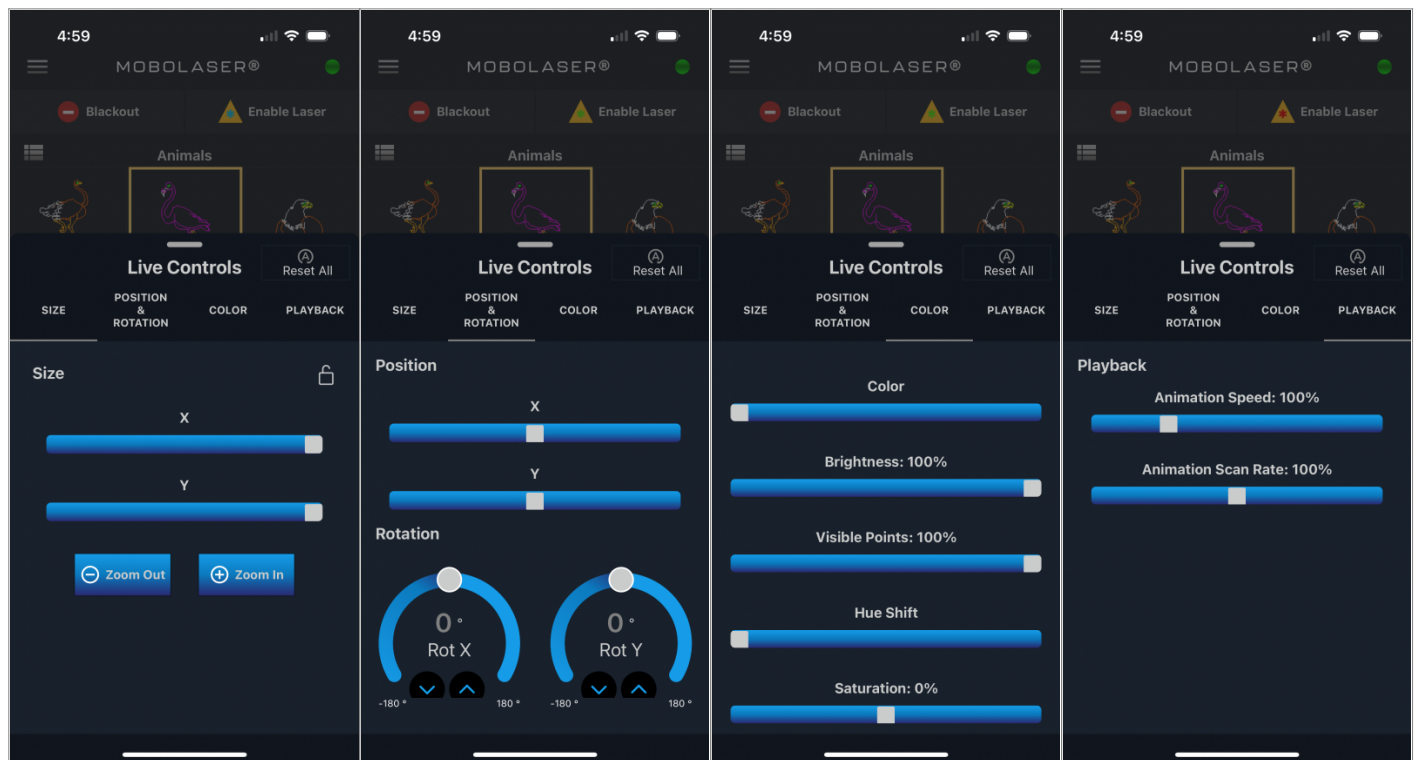 4:59
MOBOLASER®
Blackout
Enable Laser
Animals
Live Controls
Reset All
SIZE
POSITION
&
ROTATION
COLOR
PLAYBACK
Size
X
Y
Zoom Out
Zoom In
4:59
MOBOLASER®
Blackout
Enable Laser
Animals
Live Controls
Reset All
SIZE
POSITION
&
ROTATION
COLOR
PLAYBACK
Position
X
Y
Rotation
0 °
Rot X
-180 °
180 °
0 °
Rot Y
-180 °
180 °
4:59
MOBOLASER®
Blackout
Enable Laser
Animals
Live Controls
Reset All
SIZE
POSITION
&
ROTATION
COLOR
PLAYBACK
Color
Brightness: 100%
Visible Points: 100%
Hue Shift
Saturation: 0%
4:59
MOBOLASER®
Blackout
Enable Laser
Animals
Live Controls
Reset All
SIZE
POSITION
&
ROTATION
COLOR
PLAYBACK
Playback
Animation Speed: 100%
Animation Scan Rate: 100%